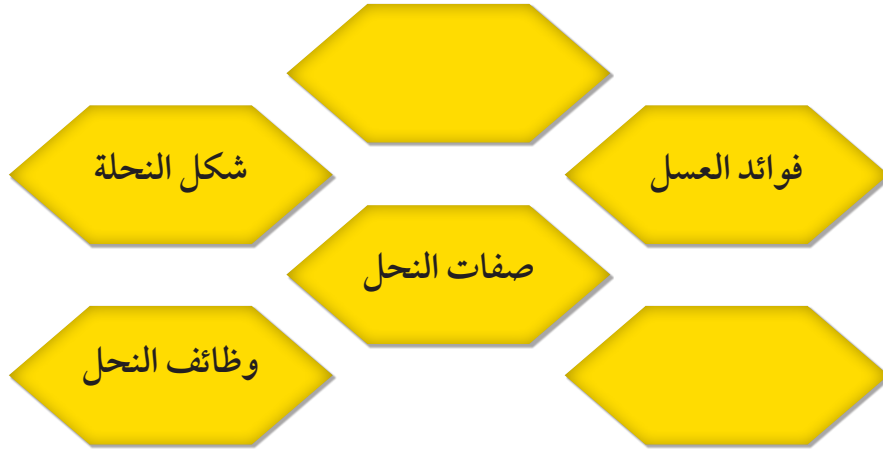 فوائد العسل
شكل النحلة
صفات النحل
وظائف النحل